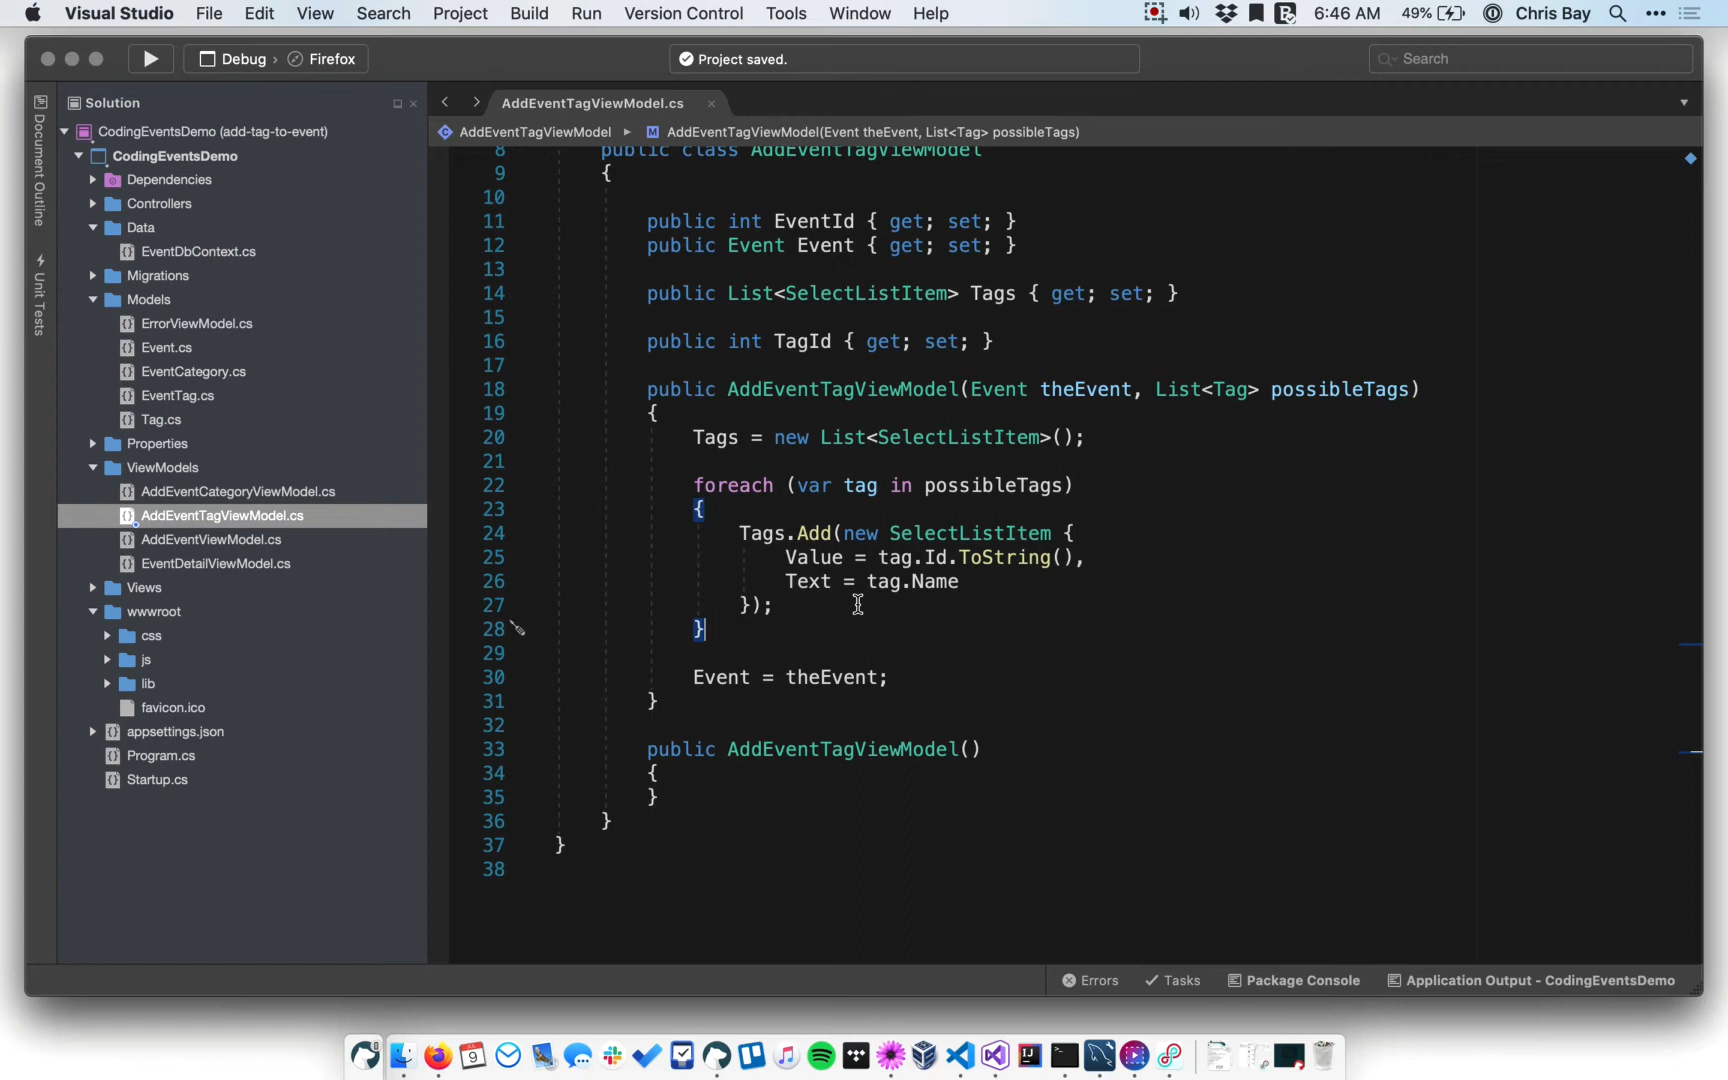 Visual Studio File Edit View Search Project Build Run Version Control Tools Window Help 6:46 AM 49% Chris Bay
Debug › Firefox
Project saved.
Search
Document Outline
Unit Tests
Solution
CodingEventsDemo (add-tag-to-event)
CodingEventsDemo
Dependencies
Controllers
Data
EventDbContext.cs
Migrations
Models
ErrorViewModel.cs
Event.cs
EventCategory.cs
EventTag.cs
Tag.cs
Properties
ViewModels
AddEventCategoryViewModel.cs
AddEventTagViewModel.cs
AddEventViewModel.cs
EventDetailViewModel.cs
Views
wwwroot
css
js
lib
favicon.ico
appsettings.json
Program.cs
Startup.cs
AddEventTagViewModel.cs
AddEventTagViewModel AddEventTagViewModel(Event theEvent, List<Tag> possibleTags)
8 public class AddEventTagViewModel
9 {
10
11 public int EventId { get; set; }
12 public Event Event { get; set; }
13
14 public List<SelectListItem> Tags { get; set; }
15
16 public int TagId { get; set; }
17
18 public AddEventTagViewModel(Event theEvent, List<Tag> possibleTags)
19 {
20 Tags = new List<SelectListItem>();
21
22 foreach (var tag in possibleTags)
23 {
24 Tags.Add(new SelectListItem {
25 Value = tag.Id.ToString(),
26 Text = tag.Name
27 });
28 }
29
30 Event = theEvent;
31 }
32
33 public AddEventTagViewModel()
34 {
35 }
36 }
37 }
38
Errors Tasks Package Console Application Output - CodingEventsDemo